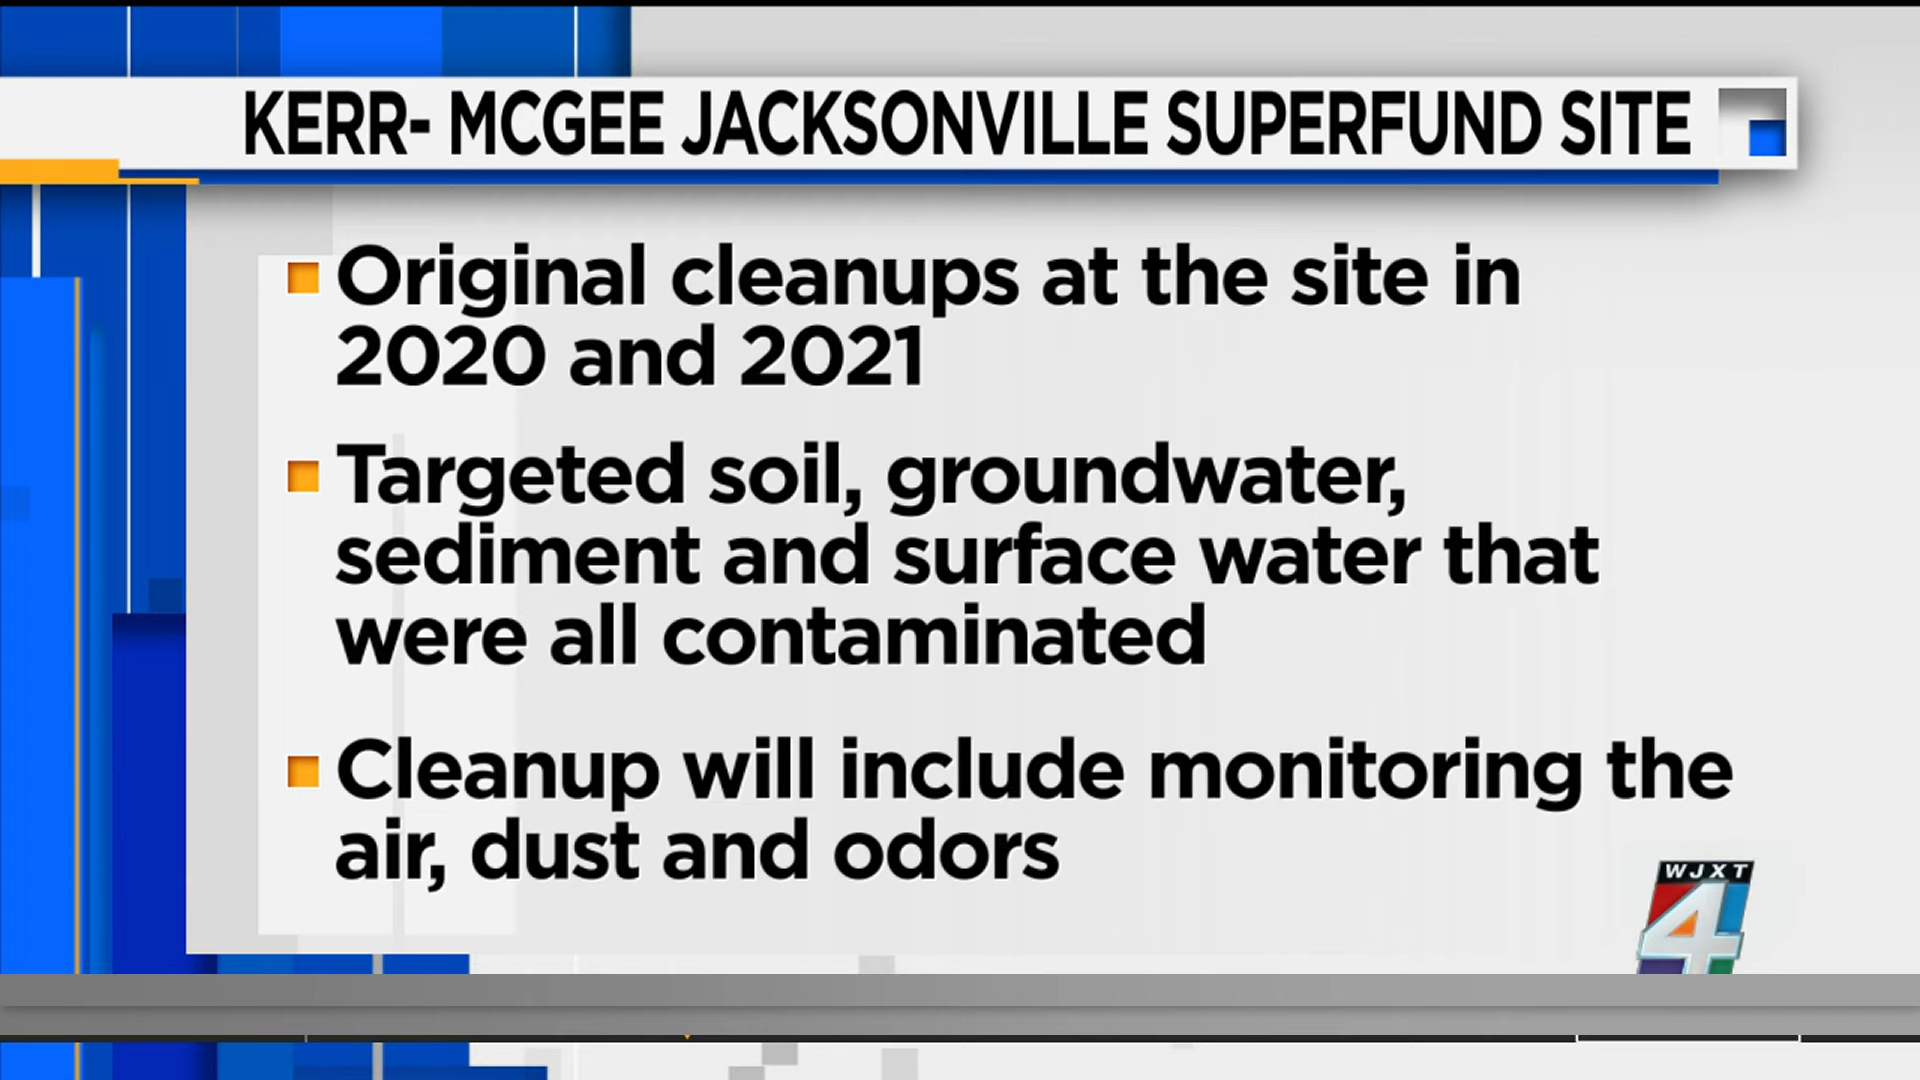 KERR- MCGEE JACKSONVILLE SUPERFUND SITE
Original cleanups at the site in
2020 and 2021
Targeted soil, groundwater,
sediment and surface water that
were all contaminated
Cleanup will include monitoring the
air, dust and odors
WJXT
4